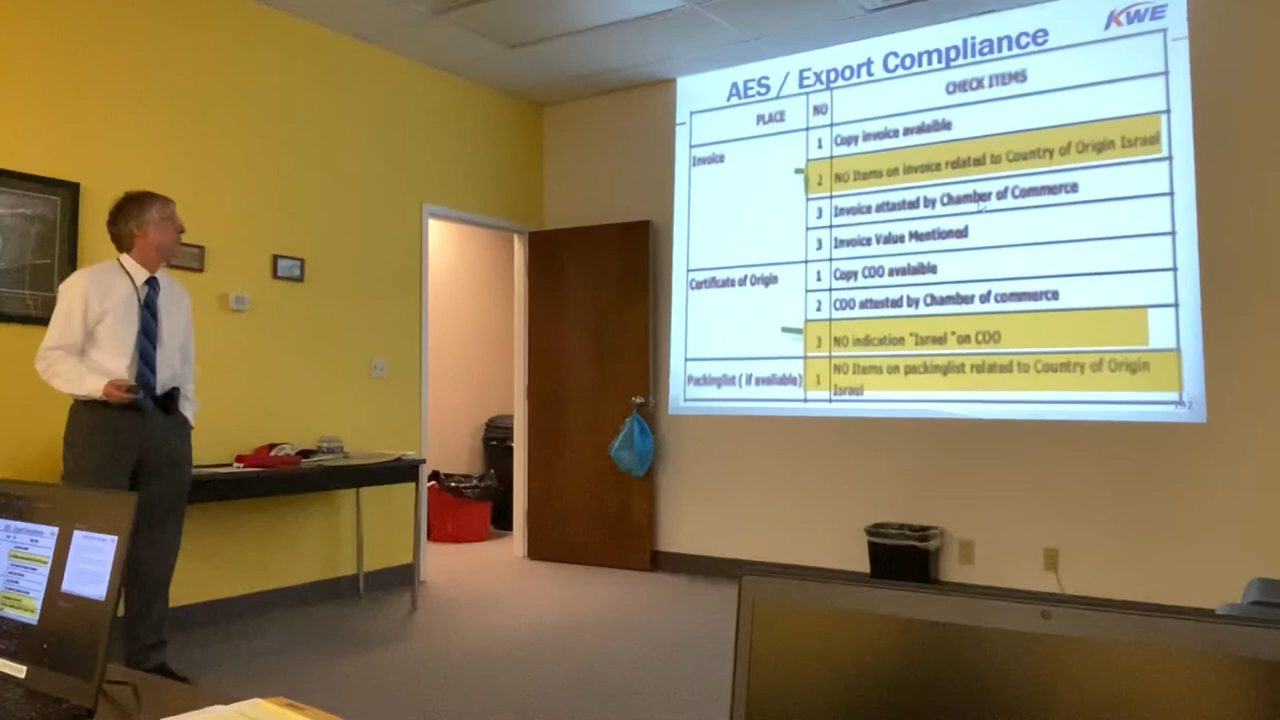 KWE
AES / Export Compliance
PLACE NO CHECK ITEMS
Invoice
1 Copy invoice avalaible
2 NO Items on invoice related to Country of Origin Israel
3 Invoice attasted by Chamber of Commerce
3 Invoice Value Mentioned
Certificate of Origin
1 Copy COO avalaible
2 COO attested by Chamber of commerce
3 NO indication "Israel "on COO
Packinglist ( if available)
1 NO Items on packinglist related to Country of Origin
Israel